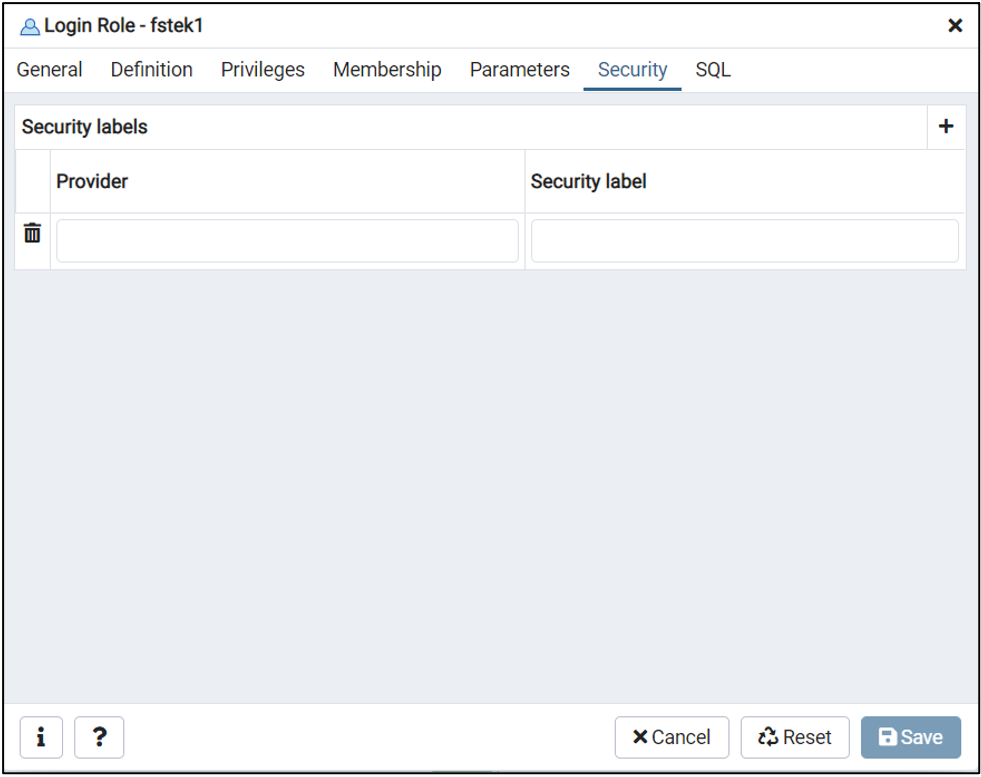 Login Role - fstek1
General Definition Privileges Membership Parameters Security SQL
Security labels
Provider Security label
i ? Cancel Reset Save